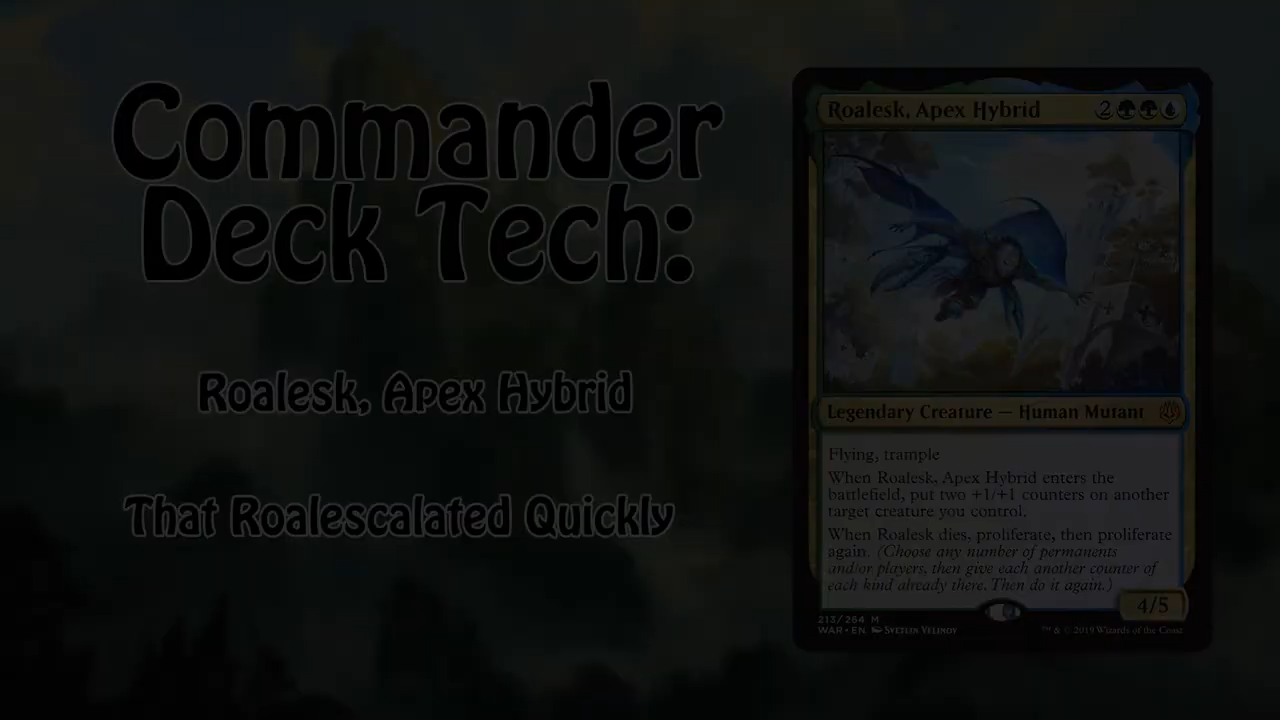 Commander
Deck Tech:
Roalesk, Apex Hybrid
That Roalescalated Quickly
Roalesk, Apex Hybrid 2
Legendary Creature — Human Mutant
Flying, trample
When Roalesk, Apex Hybrid enters the
battlefield, put two +1/+1 counters on another
target creature you control.
When Roalesk dies, proliferate, then proliferate
again. (Choose any number of permanents
and/or players, then give each another counter of
each kind already there. Then do it again.)
4/5
213/264 M
WAR • EN Svetlin Velinov
™ & © 2019 Wizards of the Coast